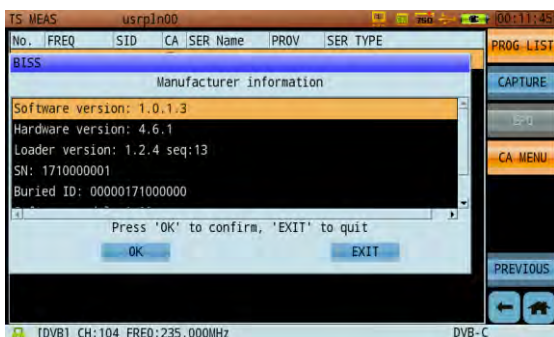 TS MEAS usrpIn00 75Ω 00:11:45
No. FREQ SID CA SER Name PROV SER TYPE
PROG LIST
BISS
Manufacturer information
CAPTURE
Software version: 1.0.1.3
Hardware version: 4.6.1
EPG
Loader version: 1.2.4 seq:13
CA MENU
SN: 1710000001
Buried ID: 00000171000000
Press 'OK' to confirm, 'EXIT' to quit
OK EXIT
PREVIOUS
[DVB] CH:104 FREQ:235.000MHz DVB-C